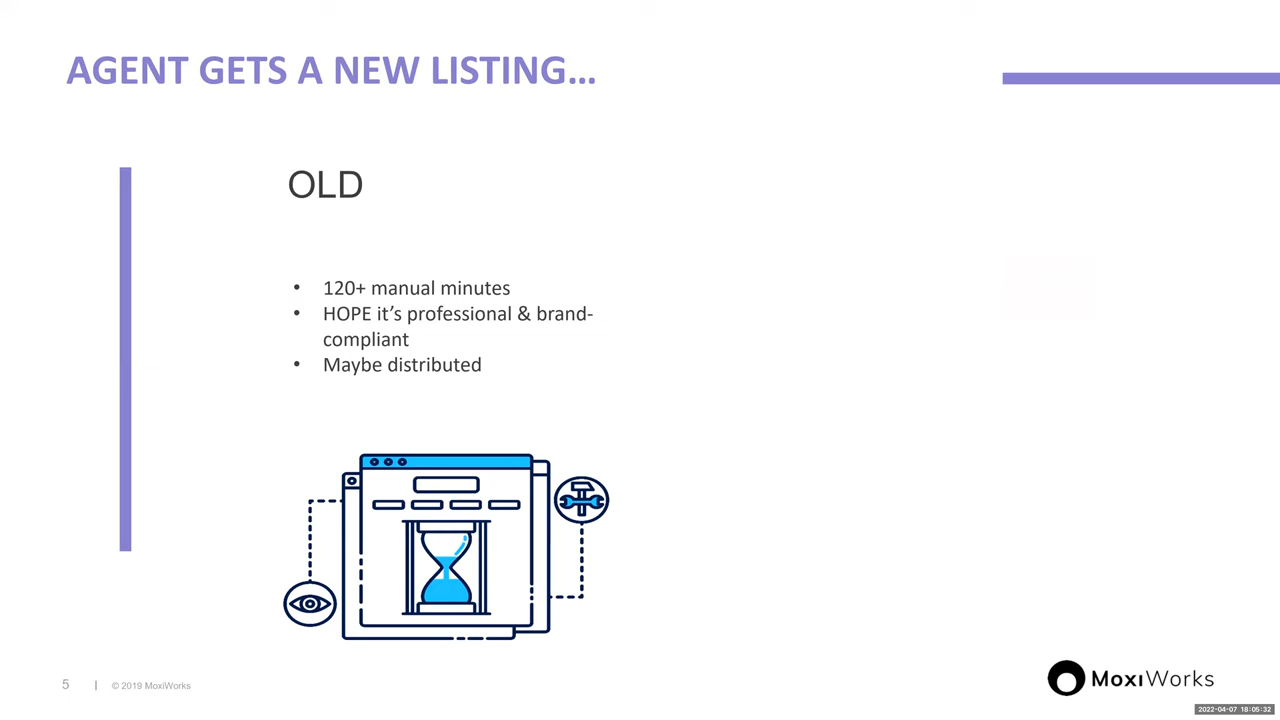 AGENT GETS A NEW LISTING…
OLD
• 120+ manual minutes
• HOPE it’s professional & brand-
compliant
• Maybe distributed
5 | © 2019 MoxiWorks
MoxiWorks
2022-04-07 18:05:32